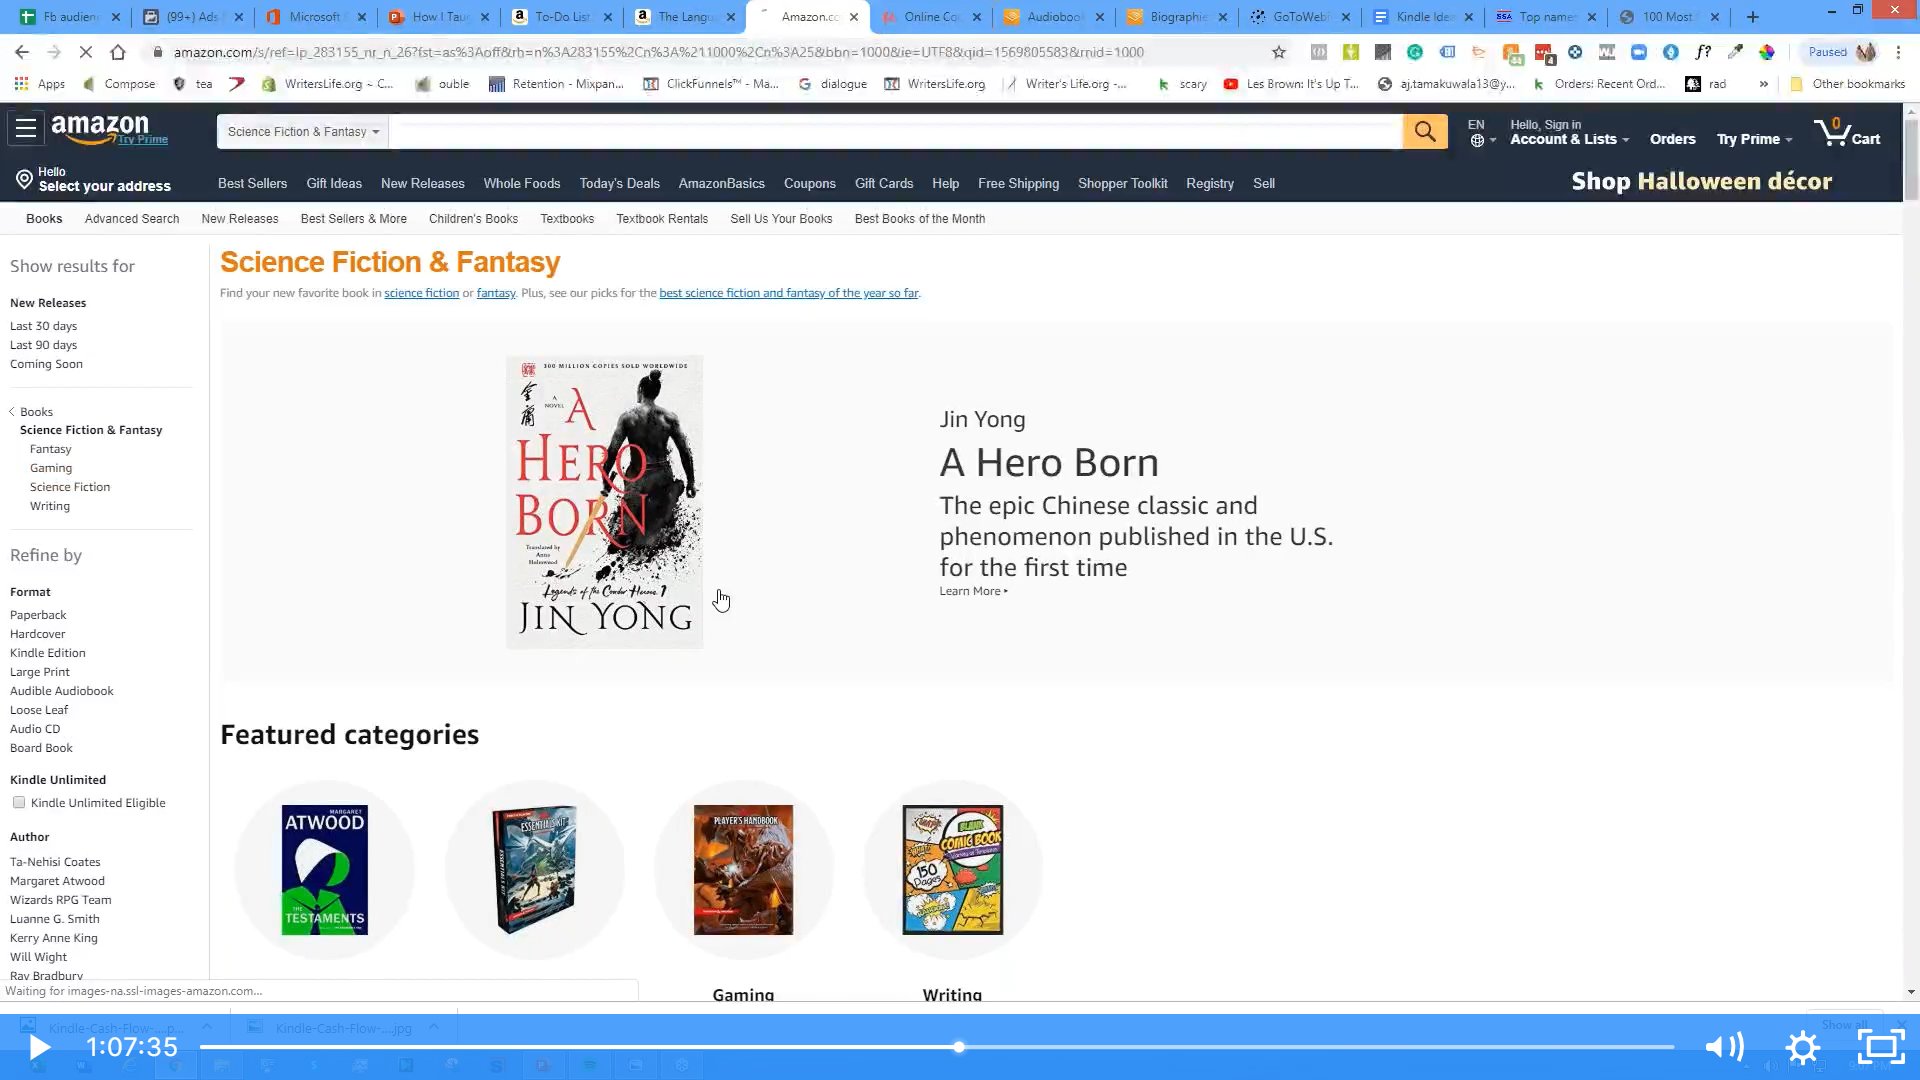 Fb audien
(99+) Ads
Microsoft
How I Tau
To-Do List
The Langu
Amazon.co
Online Co
Audioboo
Biographie
GoToWebi
Kindle Ide
Top name
100 Most
amazon.com/s/ref=lp_283155_nr_n_26?fst=as%3Aoff&rh=n%3A283155%2Cn%3A%211000%2Cn%3A25&bbn=1000&ie=UTF8&qid=1569805583&rnid=1000
Paused
Apps
Compose
tea
WritersLife.org ~ C...
ouble
Retention - Mixpan...
ClickFunnels™ - Ma...
dialogue
WritersLife.org
Writer's Life.org -...
scary
Les Brown: It's Up T...
aj.tamakuwala13@y...
Orders: Recent Ord...
rad
»
Other bookmarks
amazon
Try Prime
Science Fiction & Fantasy
EN
Hello, Sign in
Account & Lists
Orders
Try Prime
0
Cart
Hello
Select your address
Best Sellers
Gift Ideas
New Releases
Whole Foods
Today's Deals
AmazonBasics
Coupons
Gift Cards
Help
Free Shipping
Shopper Toolkit
Registry
Sell
Shop Halloween décor
Books
Advanced Search
New Releases
Best Sellers & More
Children's Books
Textbooks
Textbook Rentals
Sell Us Your Books
Best Books of the Month
Show results for
New Releases
Last 30 days
Last 90 days
Coming Soon
Books
Science Fiction & Fantasy
Fantasy
Gaming
Science Fiction
Writing
Refine by
Format
Paperback
Hardcover
Kindle Edition
Large Print
Audible Audiobook
Loose Leaf
Audio CD
Board Book
Kindle Unlimited
Kindle Unlimited Eligible
Author
Ta-Nehisi Coates
Margaret Atwood
Wizards RPG Team
Luanne G. Smith
Kerry Anne King
Will Wight
Ray Bradbury
Science Fiction & Fantasy
Find your new favorite book in science fiction or fantasy. Plus, see our picks for the best science fiction and fantasy of the year so far.
300 MILLION COPIES SOLD WORLDWIDE
A NOVEL
A
HERO
BORN
Translated by
Anna
Holmwood
Legends of the Condor Heroes 1
JIN YONG
Jin Yong
A Hero Born
The epic Chinese classic and
phenomenon published in the U.S.
for the first time
Learn More
Featured categories
MARGARET
ATWOOD
THE
TESTAMENTS
ESSENTIALS KIT
PLAYER'S HANDBOOK
BLANK
COMIC BOOK
150
Pages
Gaming
Writing
Waiting for images-na.ssl-images-amazon.com...
Kindle-Cash-Flow-....p...
Kindle-Cash-Flow-....jpg
Show all
1:07:35